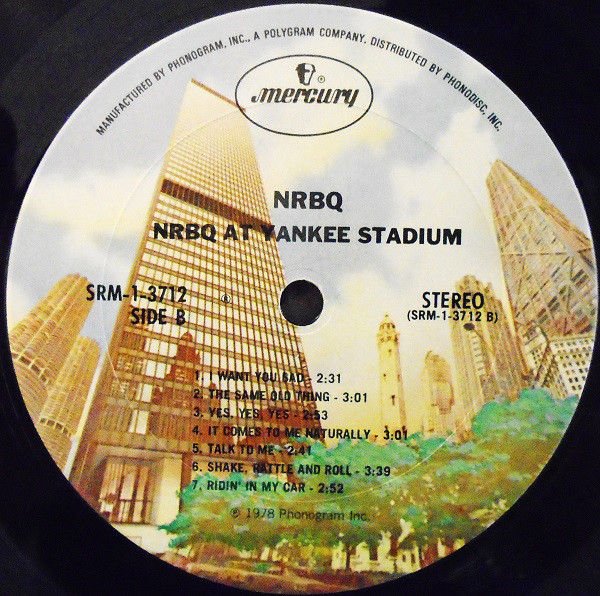 MANUFACTURED BY PHONOGRAM, INC., A POLYGRAM COMPANY. DISTRIBUTED BY PHONODISC, INC.
mercury
®
NRBQ
NRBQ AT YANKEE STADIUM
SRM-1-3712
SIDE B
STEREO
(SRM-1-3712 B)
1. I WANT YOU BAD - 2:31
2. THE SAME OLD THING - 3:01
3. YES, YES, YES - 2:53
4. IT COMES TO ME NATURALLY - 3:01
5. TALK TO ME - 2:41
6. SHAKE, RATTLE AND ROLL - 3:39
7. RIDIN' IN MY CAR - 2:52
℗ 1978 Phonogram Inc.